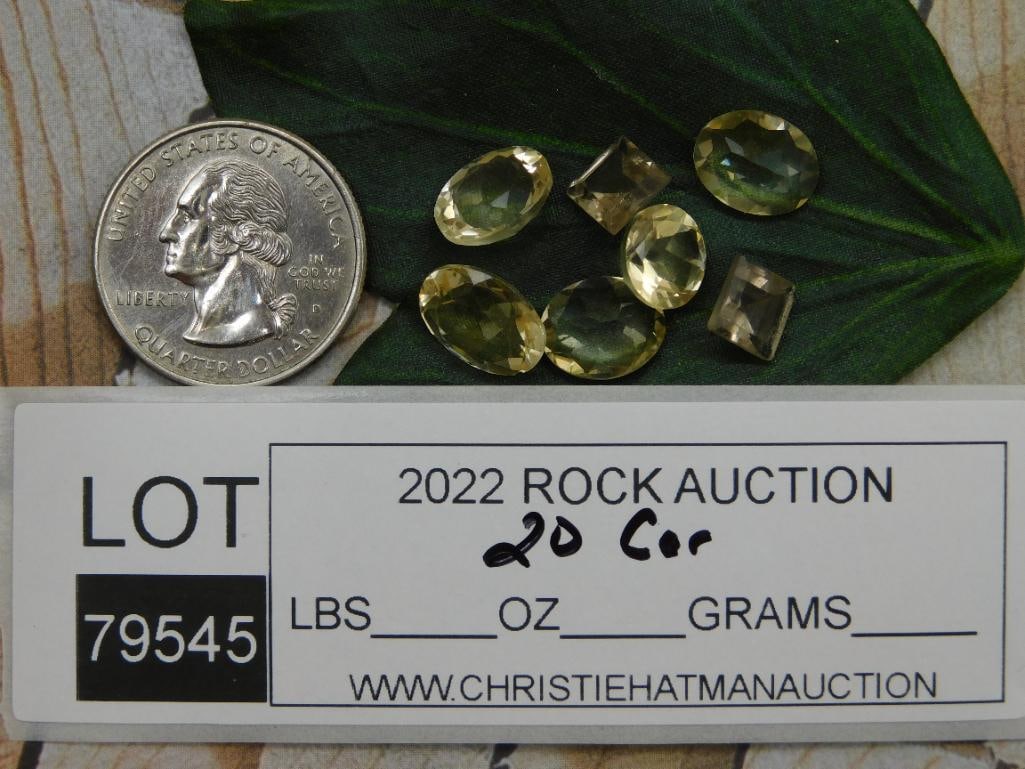 UNITED STATES OF AMERICA
IN
GOD WE
TRUST
LIBERTY
D
QUARTER DOLLAR
LOT
79545
2022 ROCK AUCTION
20 Car
LBS_____OZ_____GRAMS_____
WWW.CHRISTIEHATMANAUCTION